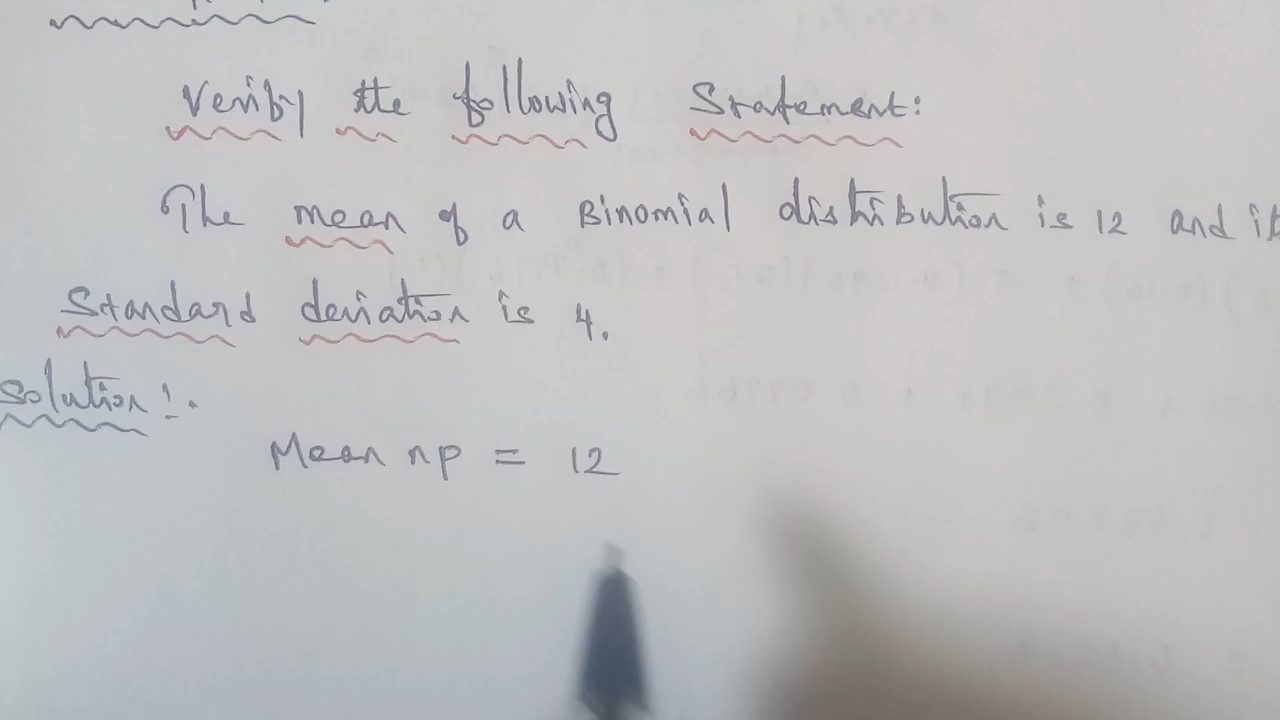 Verify the following Statement:
The mean of a Binomial distribution is 12 and
Standard deviation is 4.
Solution:-
Mean np = 12